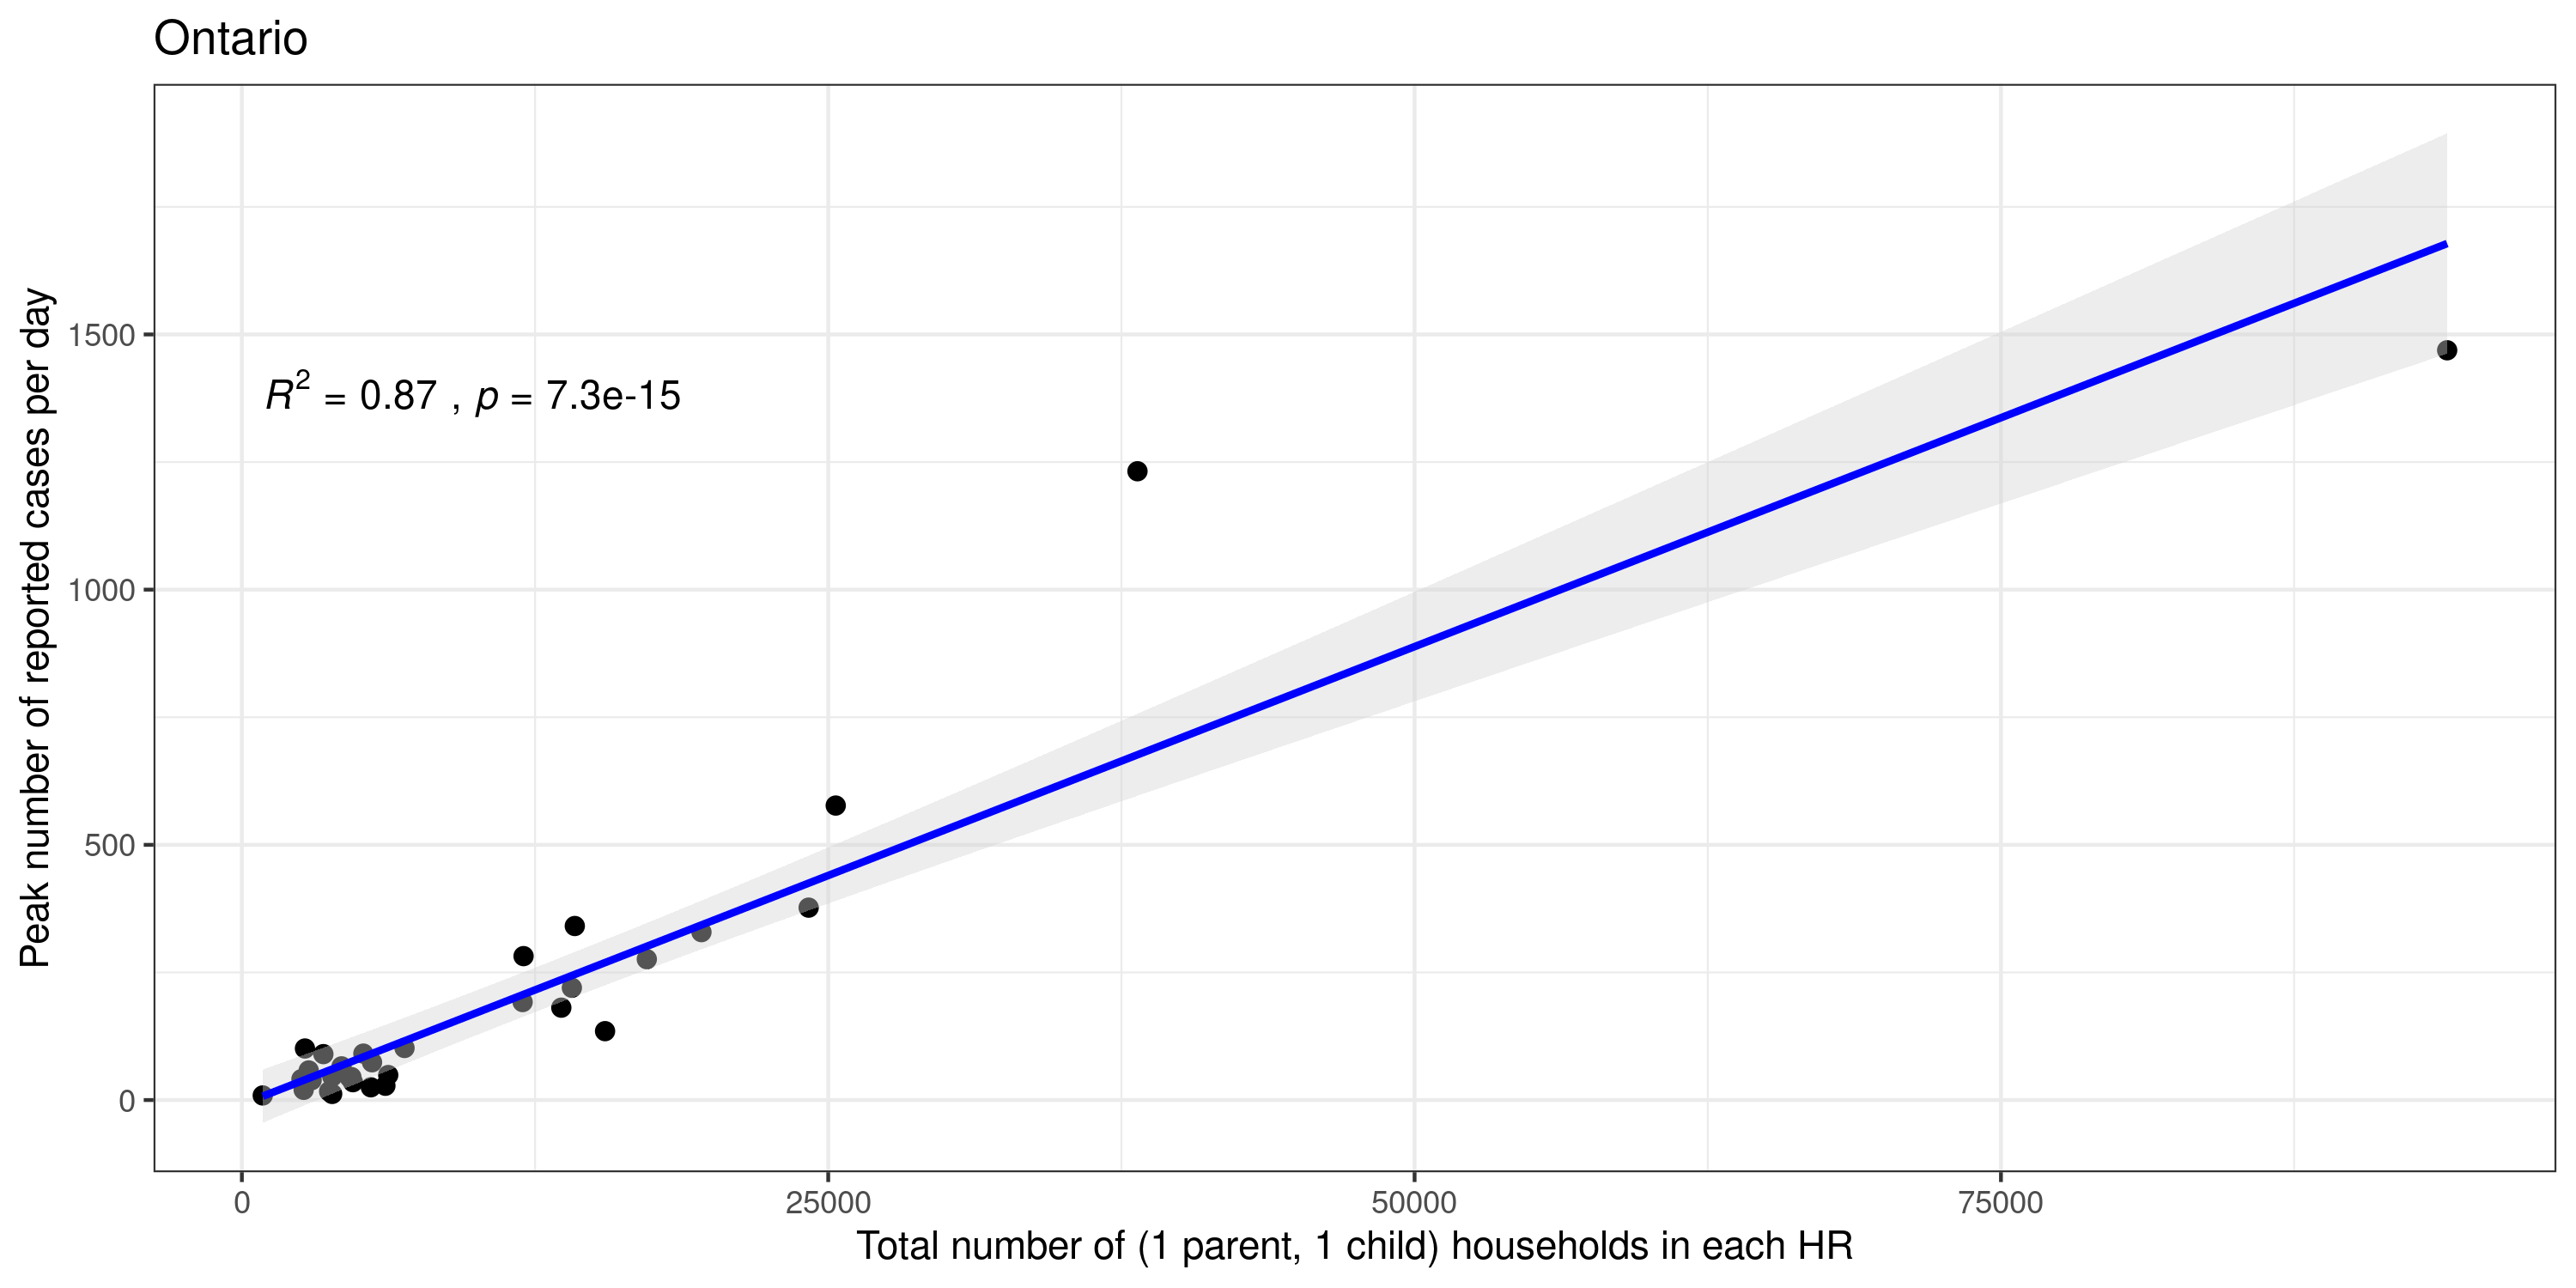 Ontario
Peak number of reported cases per day
1500
1000
500
0
R² = 0.87 , p = 7.3e-15
0
25000
50000
75000
Total number of (1 parent, 1 child) households in each HR